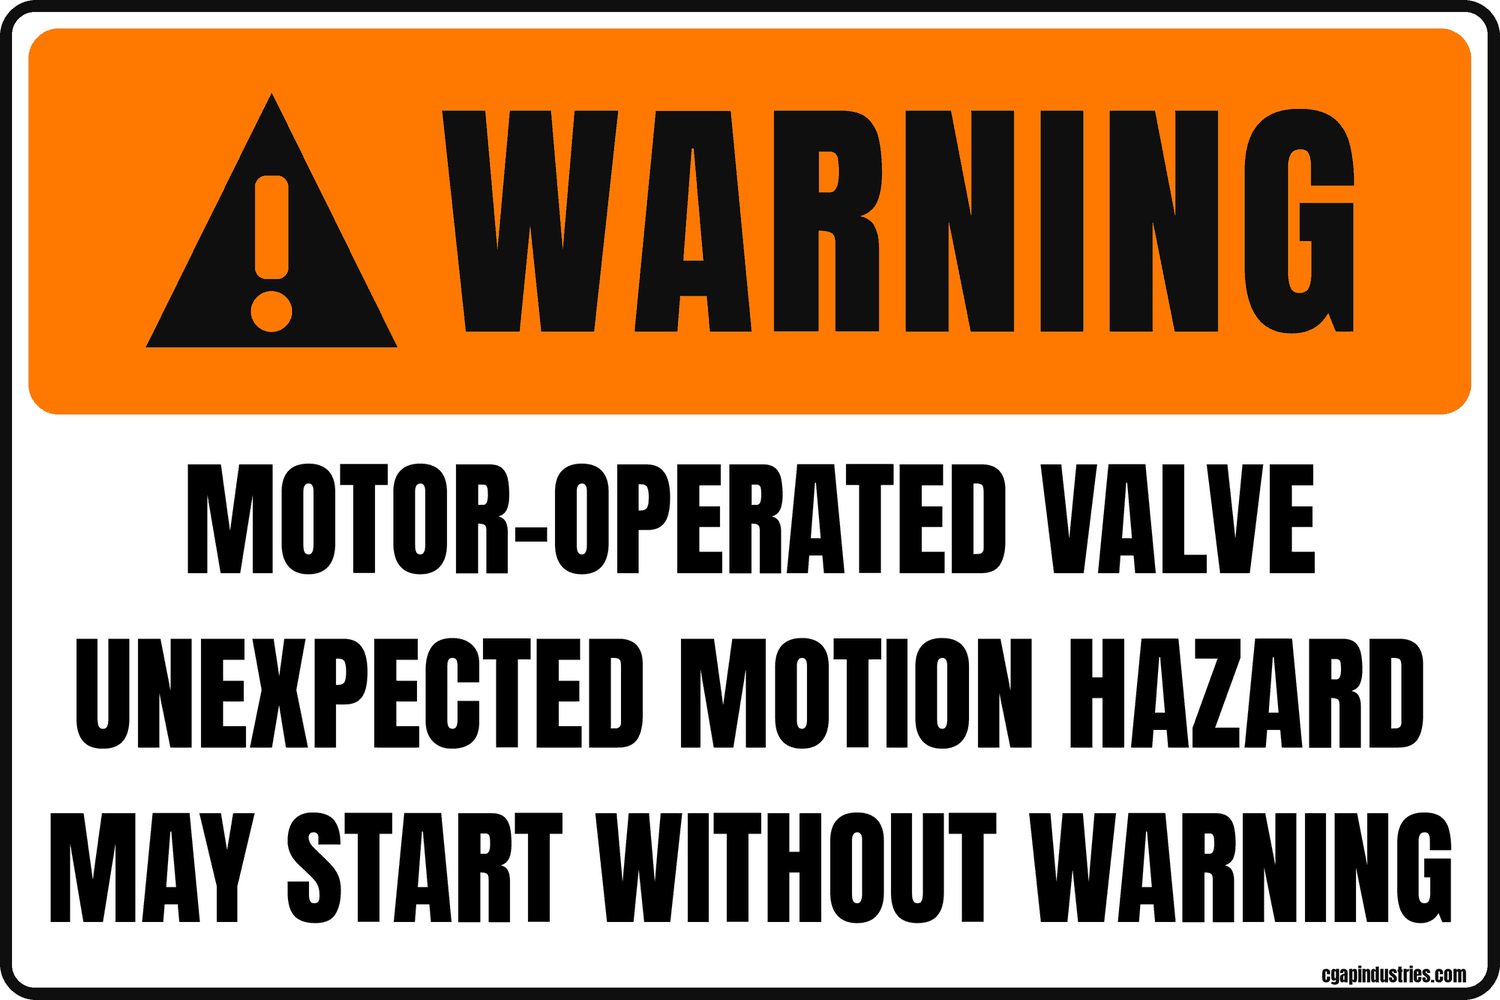 WARNING
MOTOR-OPERATED VALVE
UNEXPECTED MOTION HAZARD
MAY START WITHOUT WARNING
cgapindustries.com